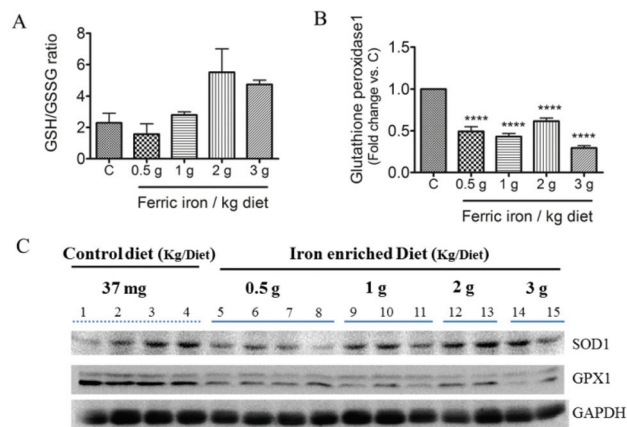 A
GSH/GSSG ratio
8
6
4
2
0
C 0.5 g 1 g 2 g 3 g
Ferric iron / kg diet
B
Glutathione peroxidase1
(Fold change vs. C)
1.5
1.0
0.5
0.0
**** **** **** ****
C 0.5 g 1 g 2 g 3 g
Ferric iron / kg diet
C
Control diet (Kg/Diet) Iron enriched Diet (Kg/Diet)
37 mg 0.5 g 1 g 2 g 3 g
1 2 3 4 5 6 7 8 9 10 11 12 13 14 15
SOD1
GPX1
GAPDH